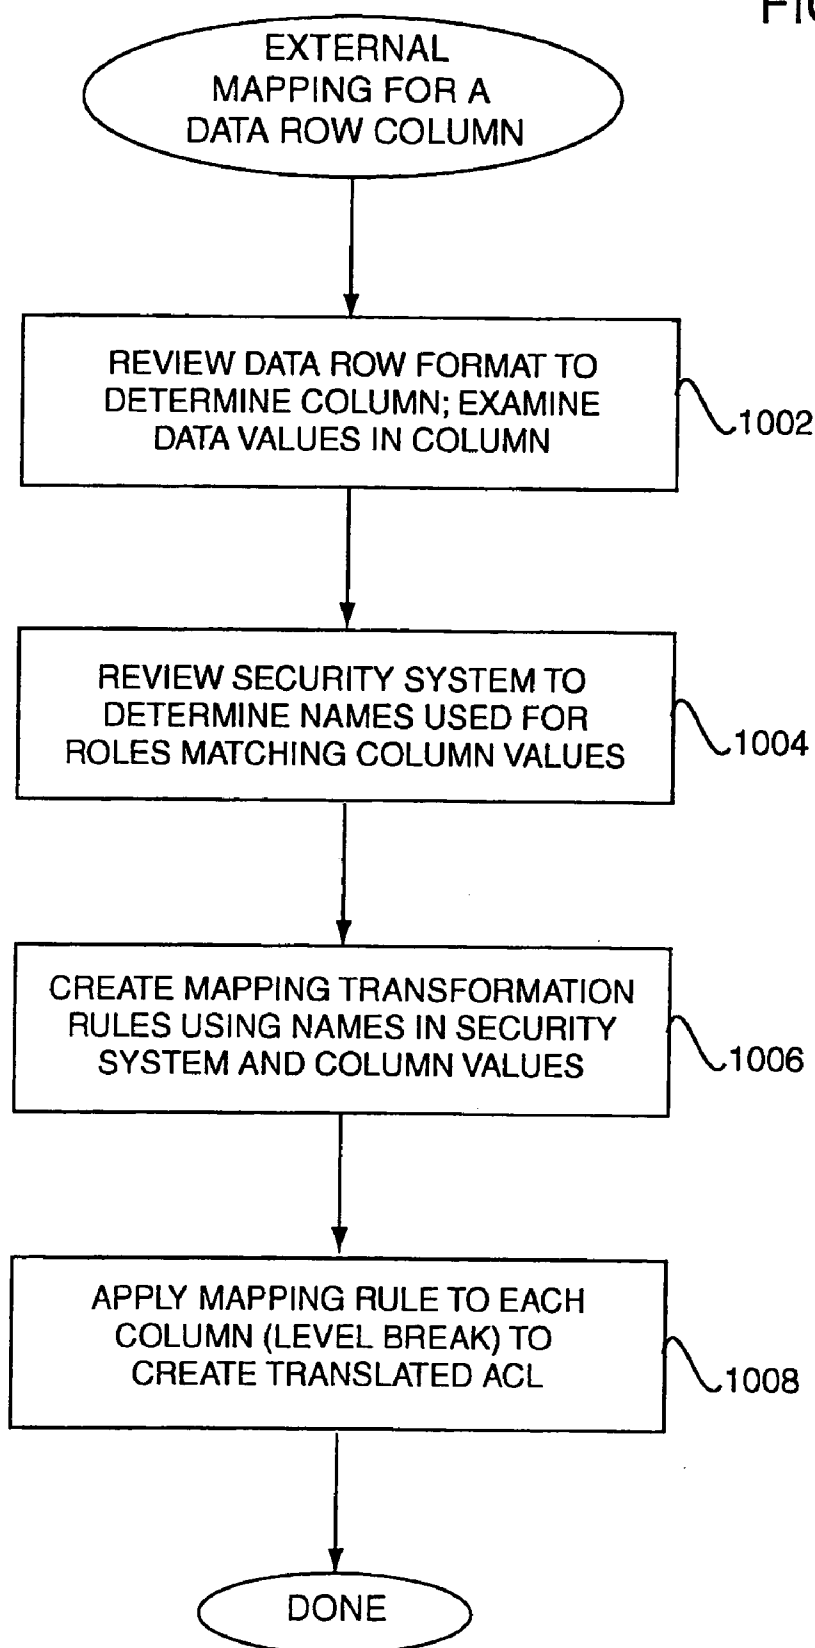 FIG
EXTERNAL
MAPPING FOR A
DATA ROW COLUMN
REVIEW DATA ROW FORMAT TO
DETERMINE COLUMN; EXAMINE
DATA VALUES IN COLUMN
1002
REVIEW SECURITY SYSTEM TO
DETERMINE NAMES USED FOR
ROLES MATCHING COLUMN VALUES
1004
CREATE MAPPING TRANSFORMATION
RULES USING NAMES IN SECURITY
SYSTEM AND COLUMN VALUES
1006
APPLY MAPPING RULE TO EACH
COLUMN (LEVEL BREAK) TO
CREATE TRANSLATED ACL
1008
DONE